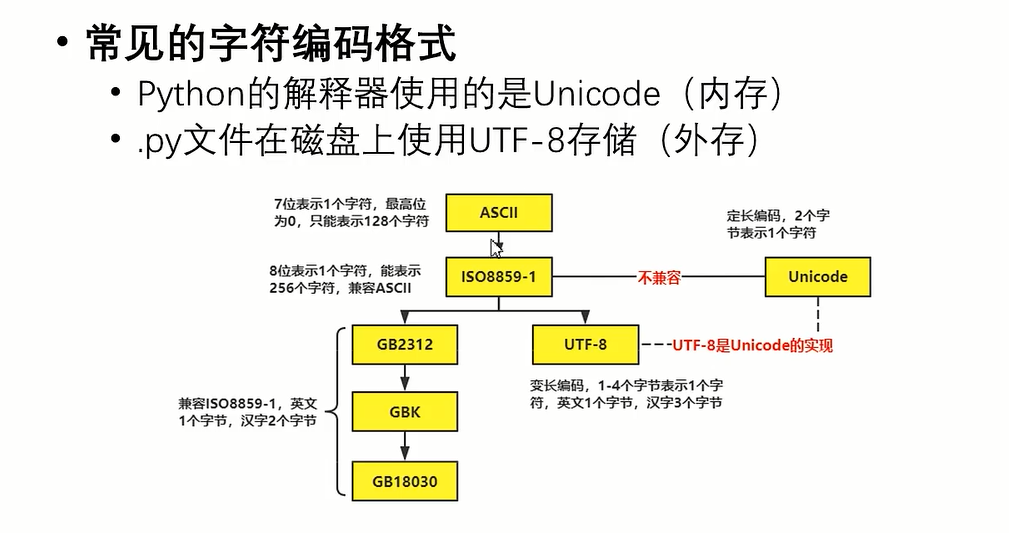 • 常见的字符编码格式
• Python的解释器使用的是Unicode（内存）
• .py文件在磁盘上使用UTF-8存储（外存）
7位表示1个字符，最高位
为0，只能表示128个字符
ASCII
定长编码，2个字
节表示1个字符
8位表示1个字符，能表示
256个字符，兼容ASCII
ISO8859-1
不兼容
Unicode
GB2312
UTF-8
UTF-8是Unicode的实现
变长编码，1-4个字节表示1个字
符，英文1个字节，汉字3个字节
兼容ISO8859-1，英文
1个字节，汉字2个字节
GBK
GB18030